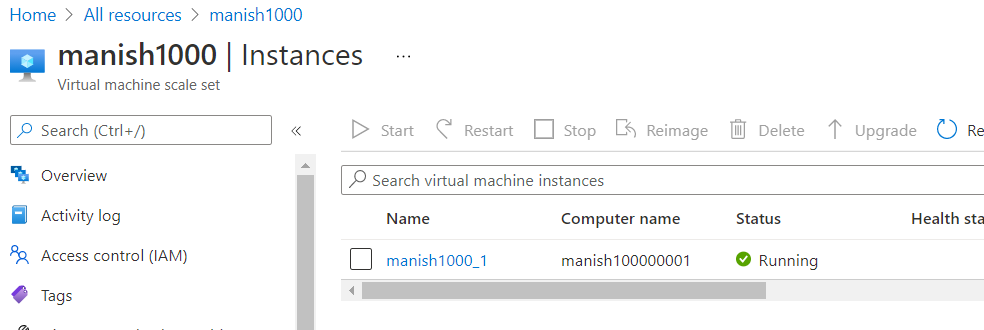 Home > All resources > manish1000
manish1000 | Instances ...
Virtual machine scale set
Search (Ctrl+/) «
Start Restart Stop Reimage Delete Upgrade Re
Overview
Activity log
Access control (IAM)
Tags
Search virtual machine instances
Name Computer name Status Health sta
manish1000_1 manish100000001 Running